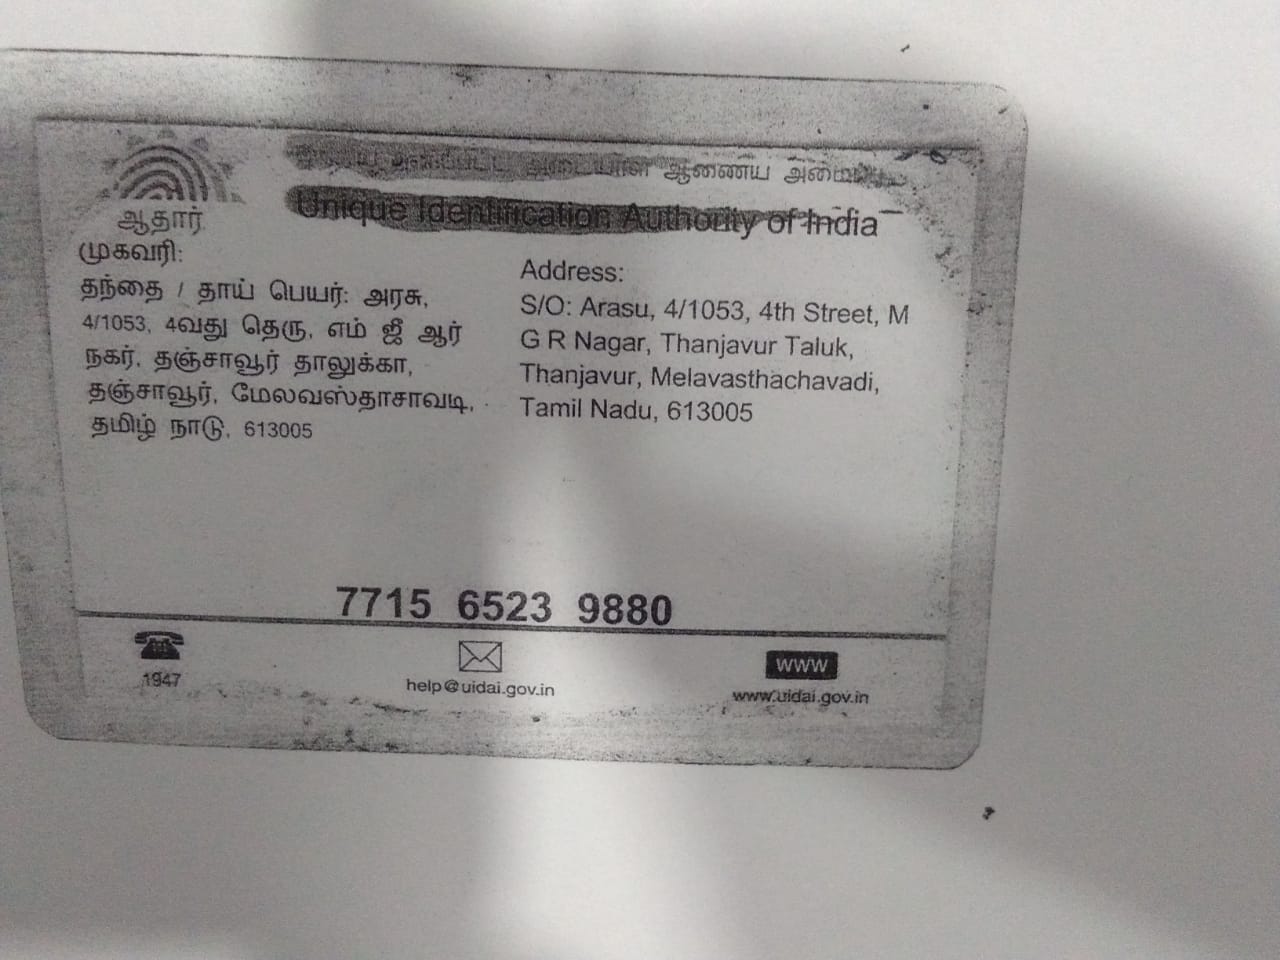 ஆணைய
Unique Identification Authority of India
ஆதார்
முகவரி:
தந்தை / தாய் பெயர்: அரசு,
4/1053, 4வது தெரு, எம் ஜீ ஆர்
நகர், தஞ்சாவூர் தாலுக்கா,
தஞ்சாவூர், மேலவஸ்தாசாவடி,
தமிழ் நாடு, 613005
Address:
S/O: Arasu, 4/1053, 4th Street, M
G R Nagar, Thanjavur Taluk,
Thanjavur, Melavasthachavadi,
Tamil Nadu, 613005
7715 6523 9880
1947
help@uidai.gov.in
www
www.uidai.gov.in